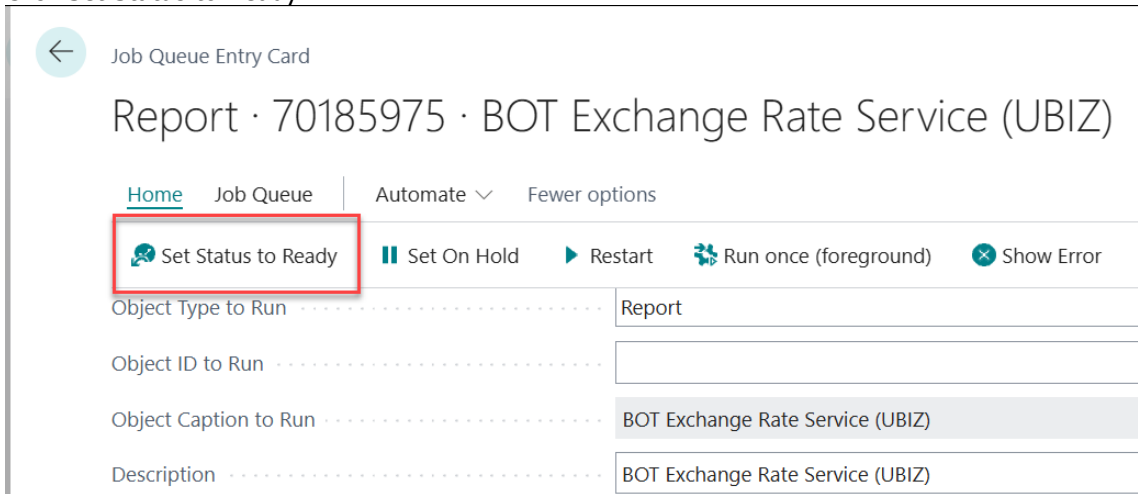 Job Queue Entry Card
Report · 70185975 · BOT Exchange Rate Service (UBIZ)
Home Job Queue Automate Fewer options
Set Status to Ready Set On Hold Restart Run once (foreground) Show Error
Object Type to Run Report
Object ID to Run
Object Caption to Run BOT Exchange Rate Service (UBIZ)
Description BOT Exchange Rate Service (UBIZ)